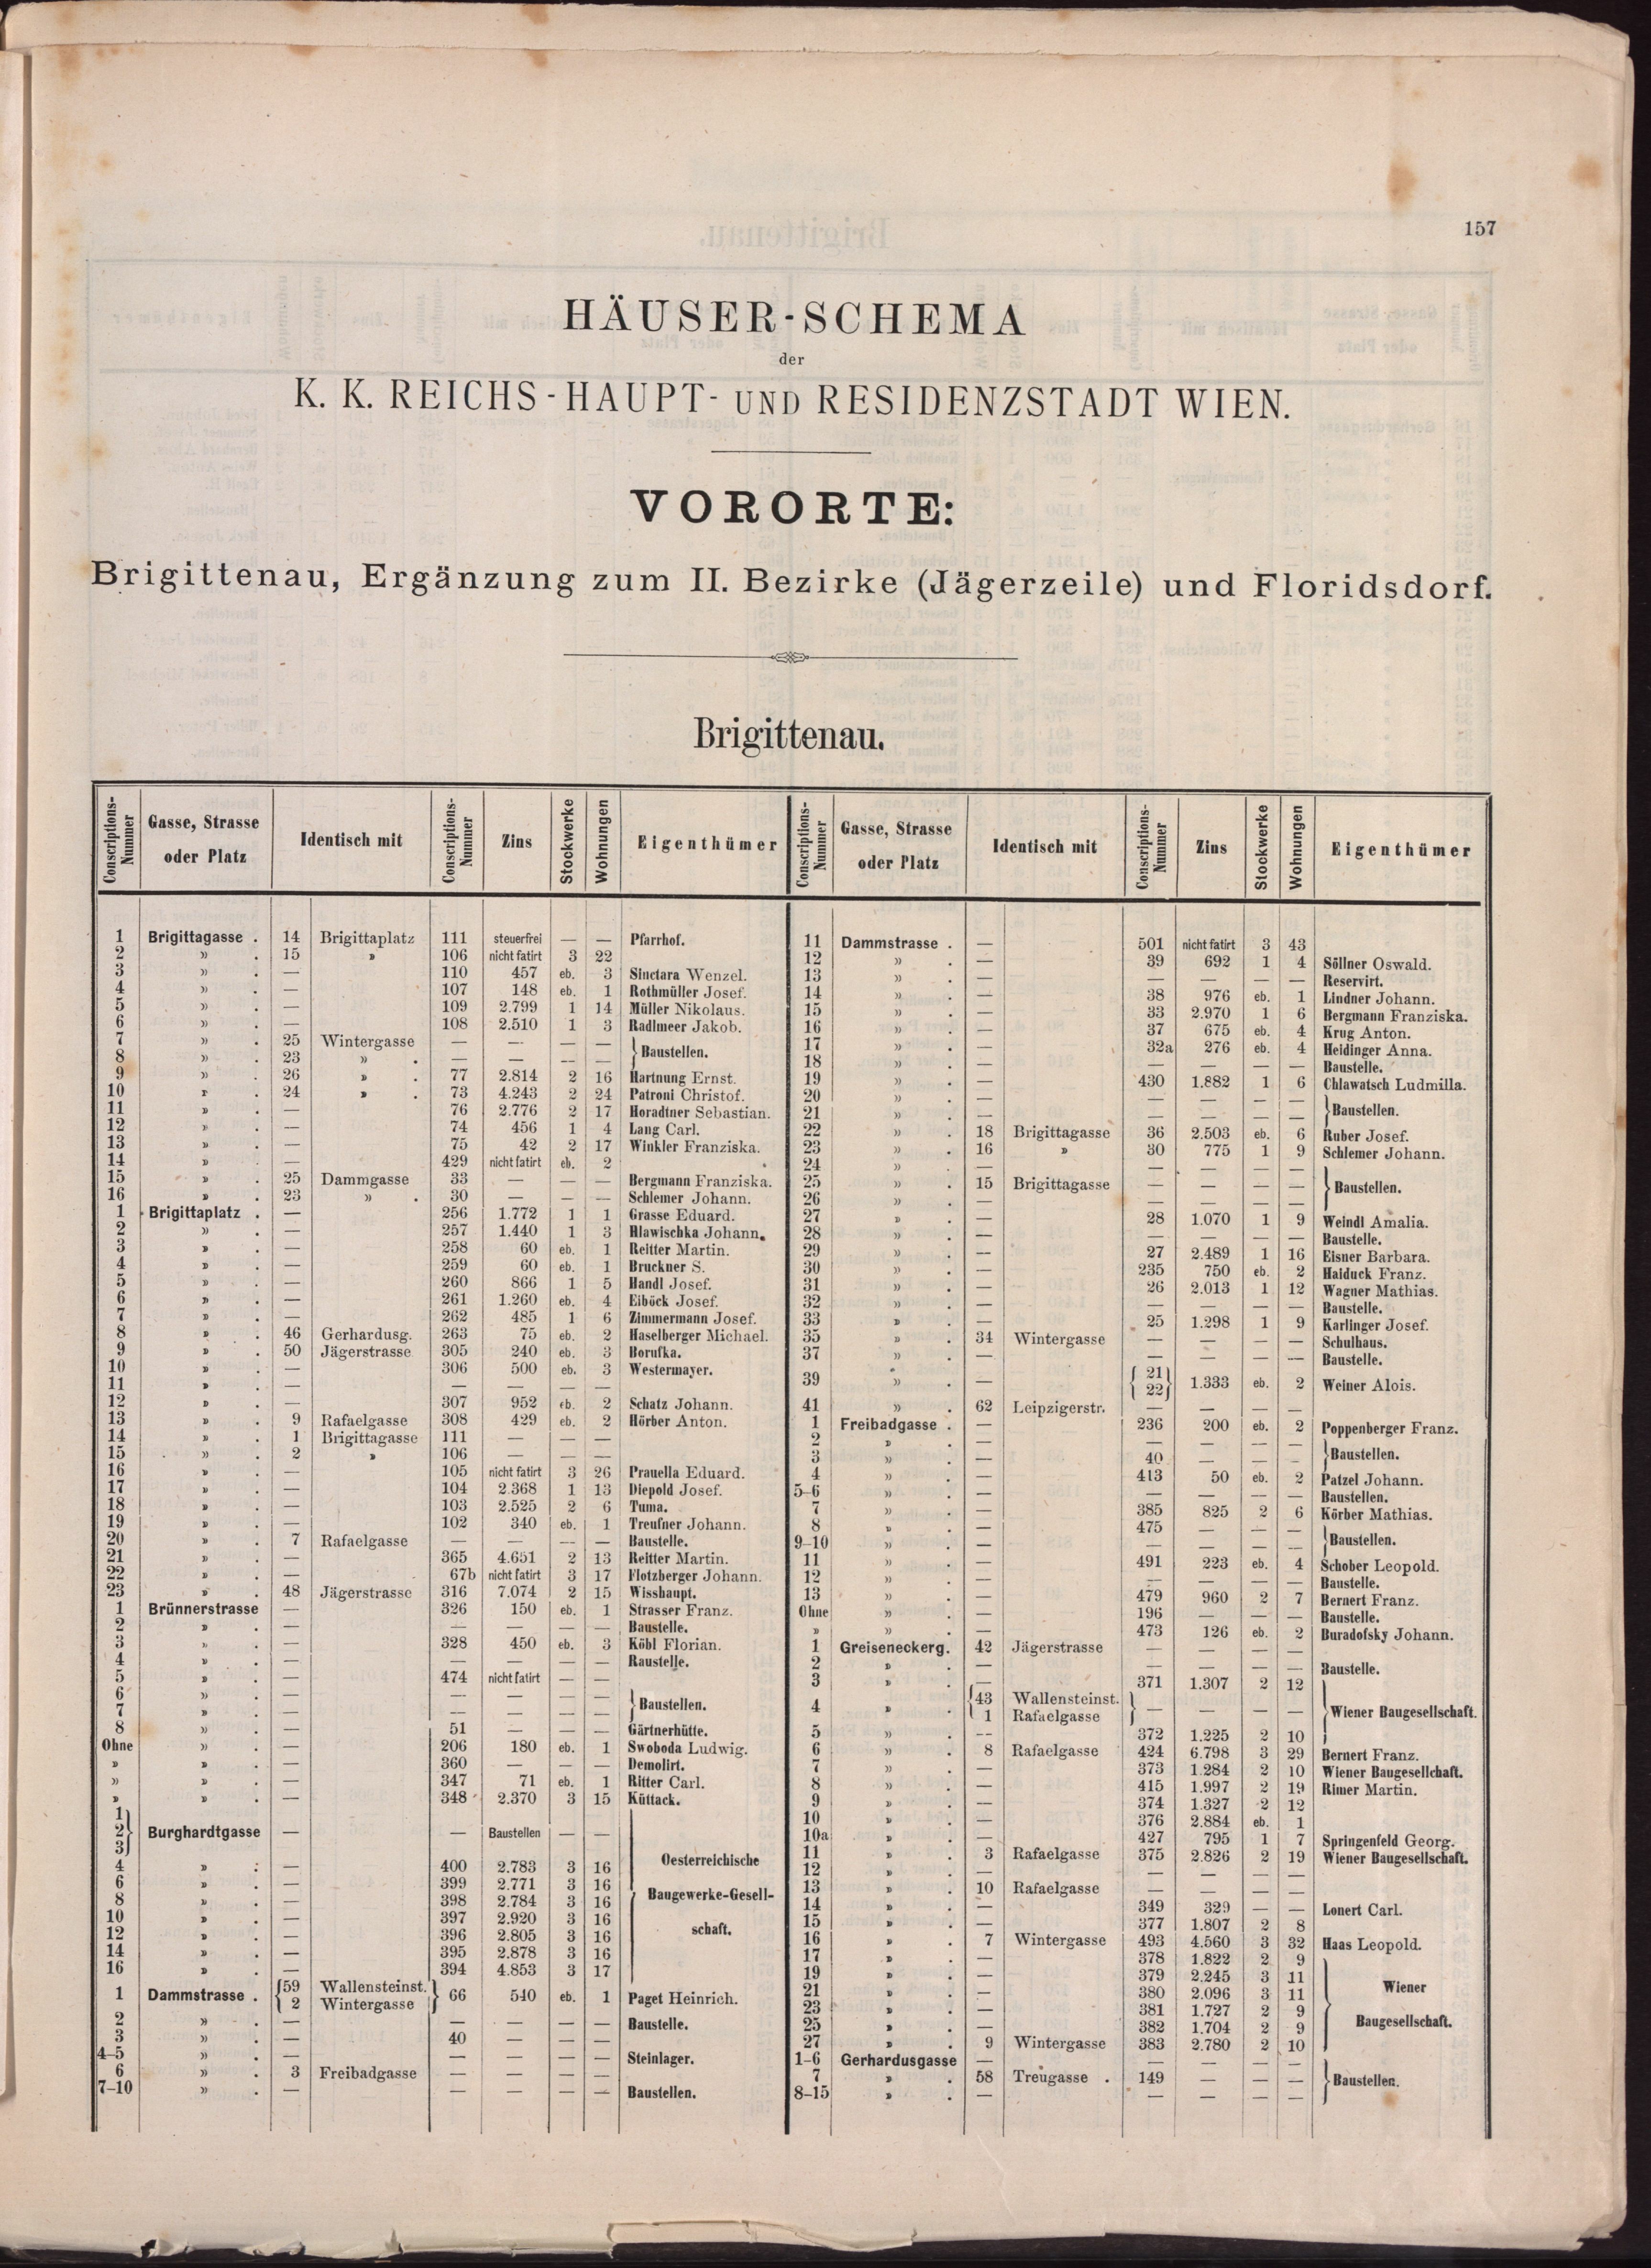 157
HÄUSER-SCHEMA
der
K. K. REICHS-HAUPT- UND RESIDENZSTADT WIEN.
VORORTE:
Brigittenau, Ergänzung zum II. Bezirke (Jägerzeile) und Floridsdorf.
Brigittenau.
Conscriptions-Nummer | Gasse, Strasse oder Platz | Identisch mit | Conscriptions-Nummer | Zins | Stockwerke | Wohnungen | Eigenthümer
1 Brigittagasse . 14 Brigittaplatz 111 steuerfrei — — Pfarrhof.
2 » . 15 » 106 nicht fatirt 3 22
3 » . — 110 457 eb. 3 Sinctara Wenzel.
4 » . — 107 148 eb. 1 Rothmüller Josef.
5 » . — 109 2.799 1 14 Müller Nikolaus.
6 » . — 108 2.510 1 3 Radlmeer Jakob.
7 » . 25 Wintergasse — — — — } Baustellen.
8 » . 23 » . — — — —
9 » . 26 » . 77 2.814 2 16 Hartnung Ernst.
10 » . 24 » . 73 4.243 2 24 Patroni Christof.
11 » . — 76 2.776 2 17 Horadtner Sebastian.
12 » . — 74 456 1 4 Lang Carl.
13 » . — 75 42 2 17 Winkler Franziska.
14 » . — 429 nicht fatirt eb. 2
15 » . 25 Dammgasse 33 — — — Bergmann Franziska.
16 » . 23 » . 30 — — — Schlemer Johann.
1 Brigittaplatz . — 256 1.772 1 1 Grasse Eduard.
2 » . — 257 1.440 1 3 Hlawischka Johann.
3 » . — 258 60 eb. 1 Reitter Martin.
4 » . — 259 60 eb. 1 Bruckner S.
5 » . — 260 866 1 5 Handl Josef.
6 » . — 261 1.260 eb. 4 Eiböck Josef.
7 » . — 262 485 1 6 Zimmermann Josef.
8 » . 46 Gerhardusg. 263 75 eb. 2 Haselberger Michael.
9 » . 50 Jägerstrasse 305 240 eb. 3 Borufka.
10 » . — 306 500 eb. 3 Westermayer.
11 » . — — — — —
12 » . — 307 952 eb. 2 Schatz Johann.
13 » . 9 Rafaelgasse 308 429 eb. 2 Hörber Anton.
14 » . 1 Brigittagasse 111 — — —
15 » . 2 » 106 — — —
16 » . — 105 nicht fatirt 3 26 Prauella Eduard.
17 » . — 104 2.368 1 13 Diepold Josef.
18 » . — 103 2.525 2 6 Tuma.
19 » . — 102 340 eb. 1 Treufner Johann.
20 » . 7 Rafaelgasse — — — — Baustelle.
21 » . — 365 4.651 2 13 Reitter Martin.
22 » . — 67b nicht fatirt 3 17 Flotzberger Johann.
23 » . 48 Jägerstrasse 316 7.074 2 15 Wisshaupt.
1 Brünnerstrasse — 326 150 eb. 1 Strasser Franz.
2 » . — — — — — Baustelle.
3 » . — 328 450 eb. 3 Köbl Florian.
4 » . — — — — — Baustelle.
5 » . — 474 nicht fatirt — —
6 » . — — — — — } Baustellen.
7 » . — — — — —
8 » . — 51 — — — Gärtnerhütte.
Ohne » . — 206 180 eb. 1 Swoboda Ludwig.
» » . — 360 — — — Demolirt.
» » . — 347 71 eb. 1 Ritter Carl.
» » . — 348 2.370 3 15 Küttack.
1 2 3 } Burghardtgasse — — Baustellen — —
4 » . — 400 2.783 3 16 Oesterreichische
6 » . — 399 2.771 3 16
8 » . — 398 2.784 3 16 Baugewerke-Gesell-
10 » . — 397 2.920 3 16
12 » . — 396 2.805 3 16 schaft.
14 » . — 395 2.878 3 16
16 » . — 394 4.853 3 17
1 Dammstrasse . { 59 Wallensteinst. 2 Wintergasse } 66 540 eb. 1 Paget Heinrich.
2 » . — — — — — Baustelle.
3 » . — 40 — — —
4–5 » . — — — — — Steinlager.
6 » . 3 Freibadgasse — — — —
7–10 » . — — — — — Baustellen.
Conscriptions-Nummer | Gasse, Strasse oder Platz | Identisch mit | Conscriptions-Nummer | Zins | Stockwerke | Wohnungen | Eigenthümer
11 Dammstrasse . — 501 nicht fatirt 3 43
12 » . — 39 692 1 4 Söllner Oswald.
13 » . — — — — — Reservirt.
14 » . — 38 976 eb. 1 Lindner Johann.
15 » . — 33 2.970 1 6 Bergmann Franziska.
16 » . — 37 675 eb. 4 Krug Anton.
17 » . — 32a 276 eb. 4 Heidinger Anna.
18 » . — — — — — Baustelle.
19 » . — 430 1.882 1 6 Chlawatsch Ludmilla.
20 » . — — — — — } Baustellen.
21 » . — — — — —
22 » . 18 Brigittagasse 36 2.503 eb. 6 Ruber Josef.
23 » . 16 » 30 775 1 9 Schlemer Johann.
24 » . — — — — —
25 » . 15 Brigittagasse — — — — } Baustellen.
26 » . — — — — —
27 » . — 28 1.070 1 9 Weindl Amalia.
28 » . — — — — — Baustelle.
29 » . — 27 2.489 1 16 Eisner Barbara.
30 » . — 235 750 eb. 2 Haiduck Franz.
31 » . — 26 2.013 1 12 Wagner Mathias.
32 » . — — — — — Baustelle.
33 » . — 25 1.298 1 9 Karlinger Josef.
35 » . 34 Wintergasse — — — — Schulhaus.
37 » . — — — — — Baustelle.
39 » . — { 21 22 } 1.333 eb. 2 Weiner Alois.
41 » . 62 Leipzigerstr. — — — —
1 Freibadgasse . — 236 200 eb. 2 Poppenberger Franz.
2 » . — — — — — } Baustellen.
3 » . — 40 — — —
4 » . — 413 50 eb. 2 Patzel Johann.
5–6 » . — — — — — Baustellen.
7 » . — 385 825 2 6 Körber Mathias.
8 » . — 475 — — — } Baustellen.
9–10 » . — — — — —
11 » . — 491 223 eb. 4 Schober Leopold.
12 » . — — — — — Baustelle.
13 » . — 479 960 2 7 Bernert Franz.
Ohne » . — 196 — — — Baustelle.
» » . — 473 126 eb. 2 Buradofsky Johann.
1 Greiseneckerg. 42 Jägerstrasse — — — —
2 » . — — — — — Baustelle.
3 » . — 371 1.307 2 12
4 » . { 43 Wallensteinst. 1 Rafaelgasse } — — — — Wiener Baugesellschaft.
5 » . — 372 1.225 2 10
6 » . 8 Rafaelgasse 424 6.798 3 29 Bernert Franz.
7 » . — 373 1.284 2 10 Wiener Baugesellchaft.
8 » . — 415 1.997 2 19 Rimer Martin.
9 » . — 374 1.327 2 12
10 » . — 376 2.884 eb. 1
10a » . — 427 795 1 7 Springenfeld Georg.
11 » . 3 Rafaelgasse 375 2.826 2 19 Wiener Baugesellschaft.
12 » . — — — — —
13 » . 10 Rafaelgasse — — — —
14 » . — 349 329 — — Lonert Carl.
15 » . — 377 1.807 2 8
16 » . 7 Wintergasse 493 4.560 3 32 Haas Leopold.
17 » . — 378 1.822 2 9
19 » . — 379 2.245 3 11 Wiener
21 » . — 380 2.096 3 11
23 » . — 381 1.727 2 9
25 » . — 382 1.704 2 9 Baugesellschaft.
27 » . 9 Wintergasse 383 2.780 2 10
1–6 Gerhardusgasse — — — — —
7 » . 58 Treugasse . 149 — — — } Baustellen.
8–15 » . — — — — —